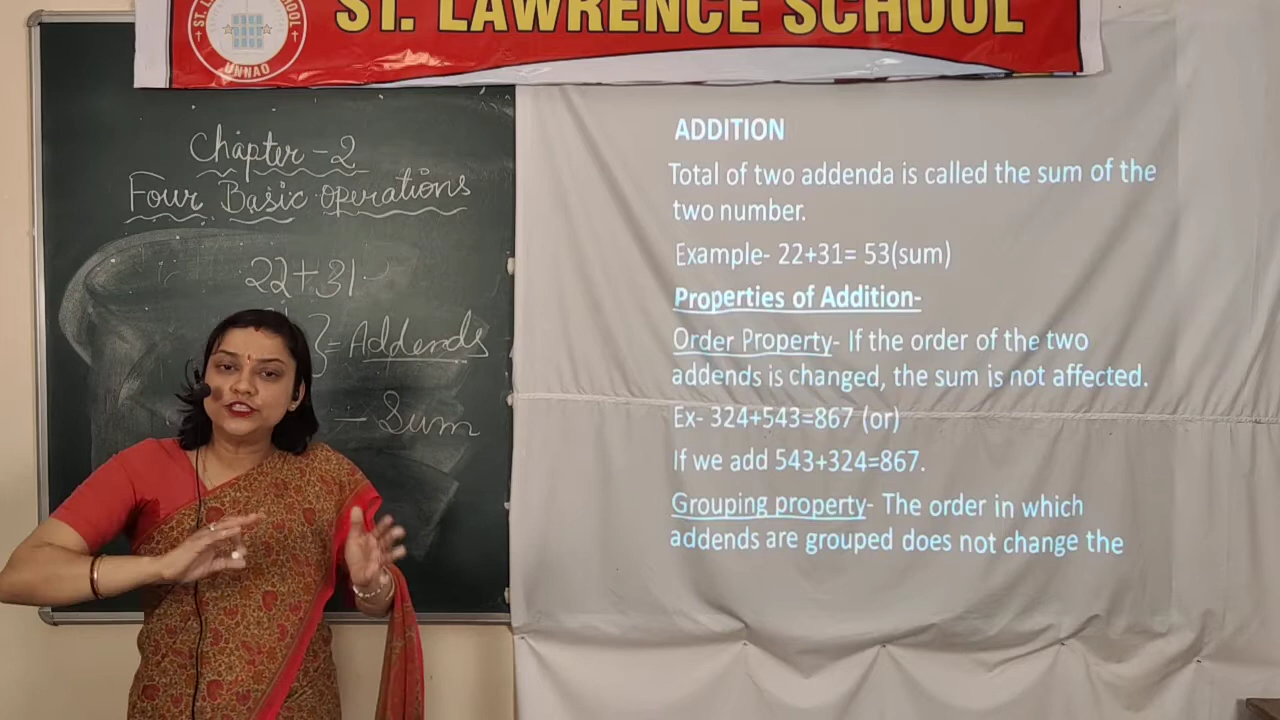 ST. LAWRENCE SCHOOL
UNNAO
Chapter-2
Four Basic operations
22+31
}= Addends
- Sum
ADDITION
Total of two addenda is called the sum of the
two number.
Example- 22+31= 53(sum)
Properties of Addition-
Order Property- If the order of the two
addends is changed, the sum is not affected.
Ex- 324+543=867 (or)
If we add 543+324=867.
Grouping property- The order in which
addends are grouped does not change the